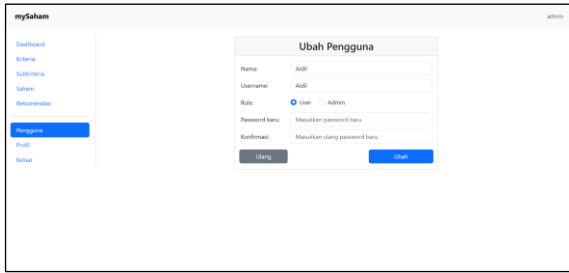 mySaham
admin
Dashboard
Kriteria
Subkriteria
Saham
Rekomendasi
Pengguna
Profil
Keluar
Ubah Pengguna
Nama: Aidil
Username: Aidil
Role: User Admin
Password baru: Masukkan password baru
Konfirmasi: Masukkan ulang password baru
Ulang Ubah